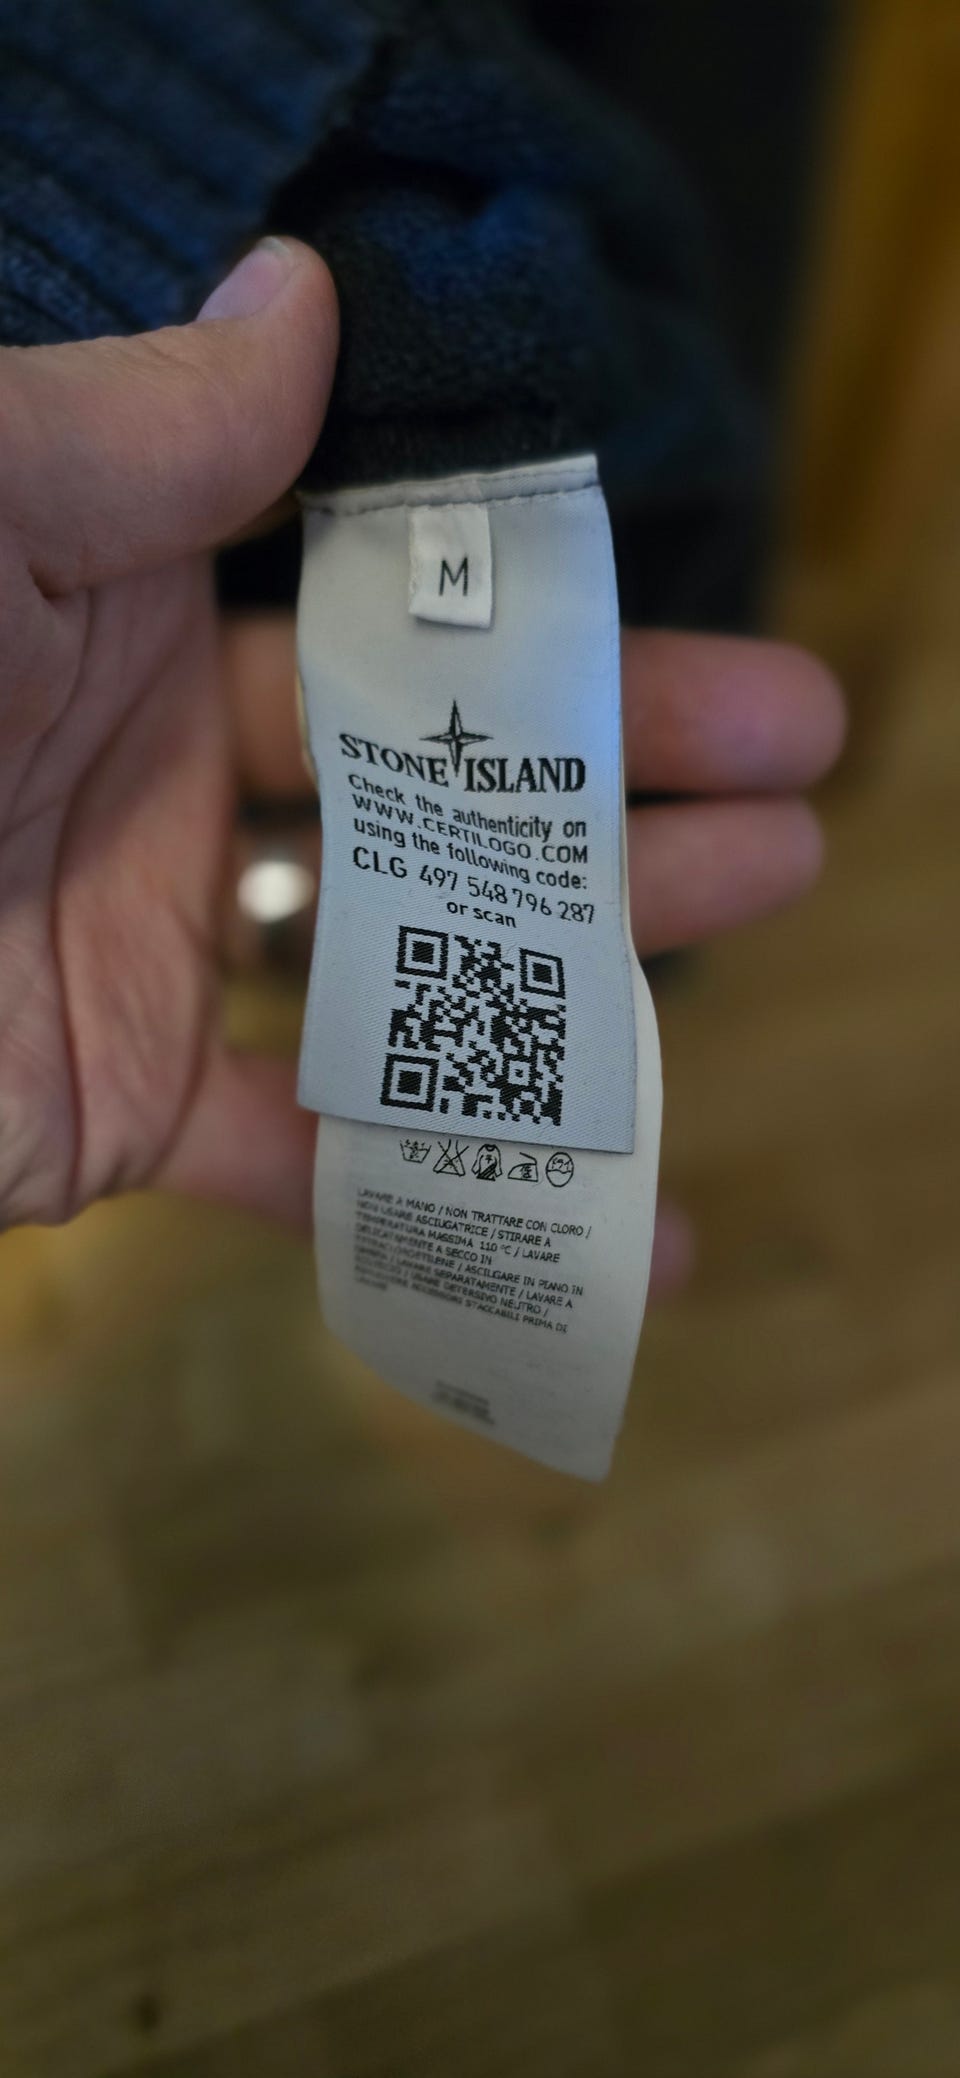 M
STONE ISLAND
Check the authenticity on
WWW.CERTILOGO.COM
using the following code:
CLG 497 548 796 287
or scan
LAVARE A MANO / NON TRATTARE CON CLORO /
NON USARE ASCIUGATRICE / STIRARE A
TEMPERATURA MASSIMA 110 °C / LAVARE
DELICATAMENTE A SECCO IN
/ ASCIUGARE IN PIANO IN
/ LAVARE SEPARATAMENTE / LAVARE A
USARE DETERSIVO NEUTRO /
ACCESSORI STACCABILI PRIMA DI